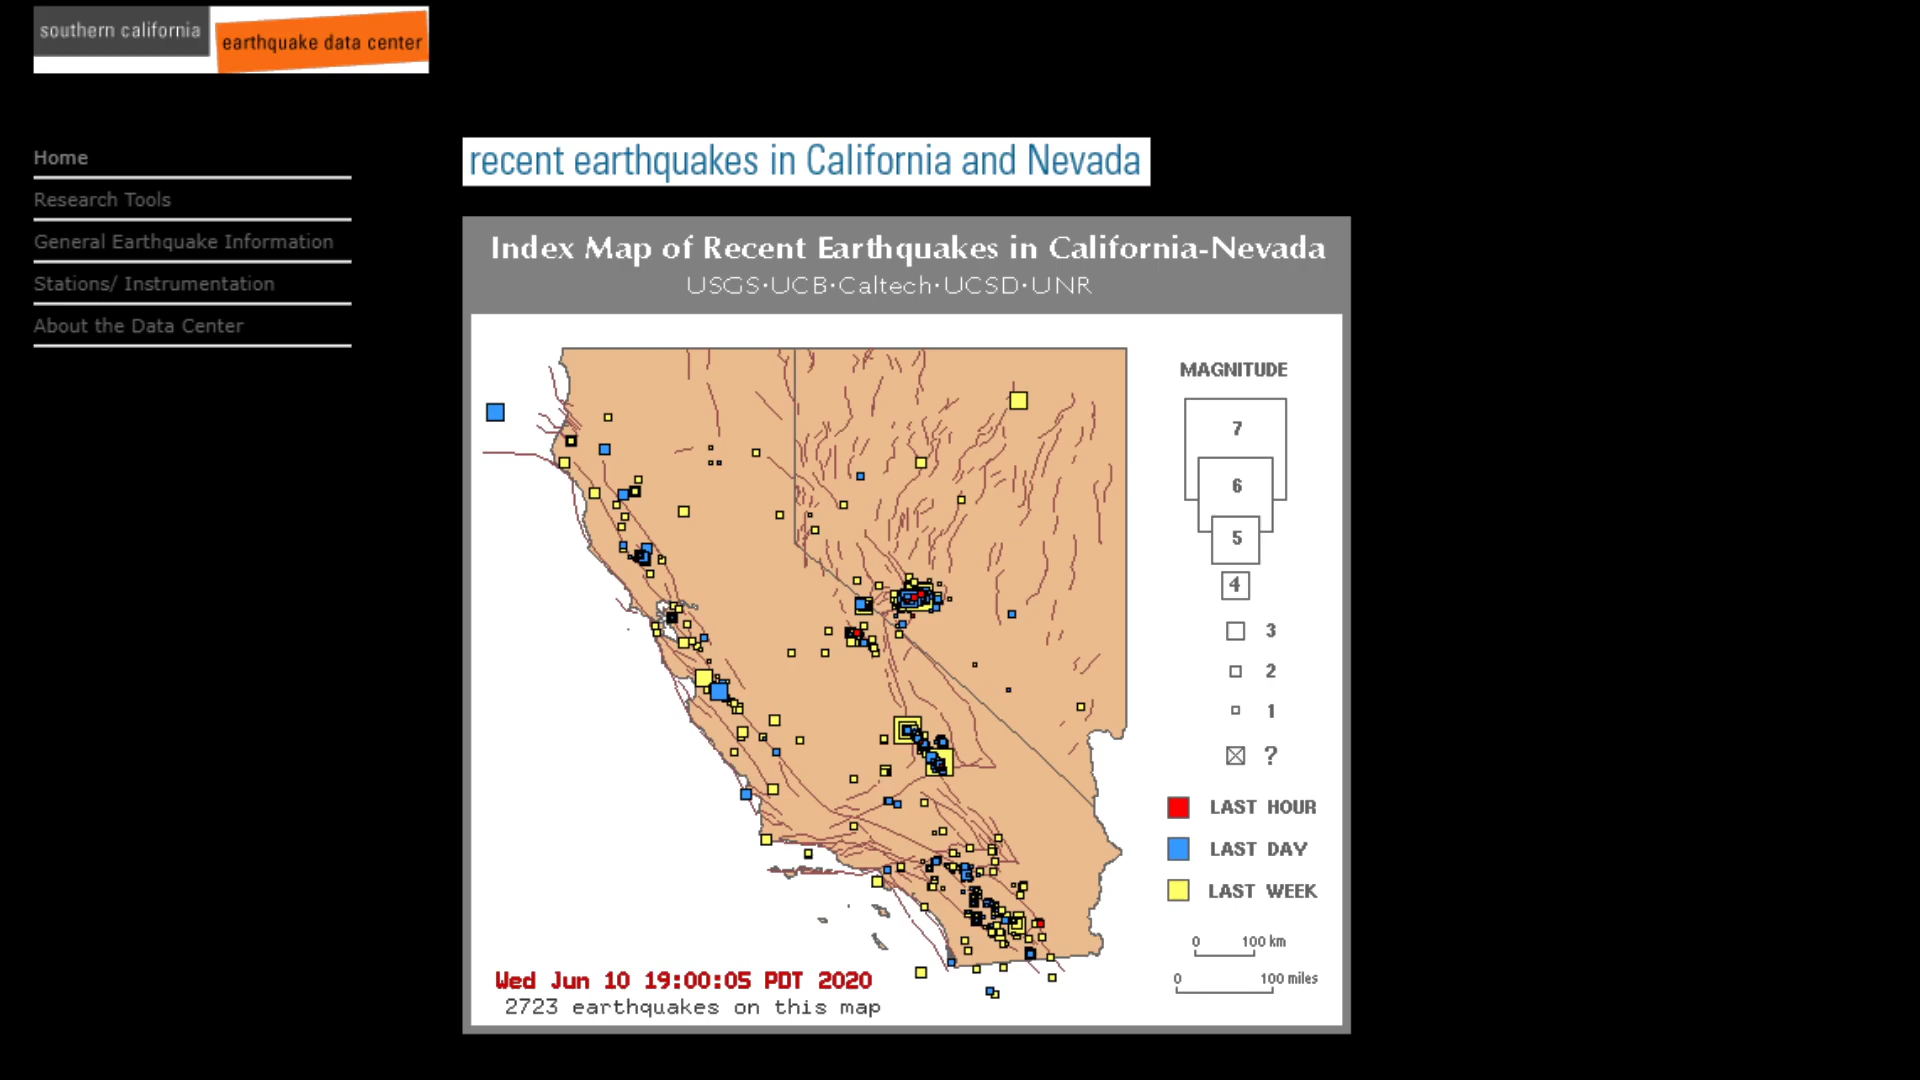 southern california
earthquake data center
Home
Research Tools
General Earthquake Information
Stations/ Instrumentation
About the Data Center
recent earthquakes in California and Nevada
Index Map of Recent Earthquakes in California-Nevada
USGS·UCB·Caltech·UCSD·UNR
MAGNITUDE
7
6
5
4
3
2
1
?
LAST HOUR
LAST DAY
LAST WEEK
0 100 km
0 100 miles
Wed Jun 10 19:00:05 PDT 2020
2723 earthquakes on this map